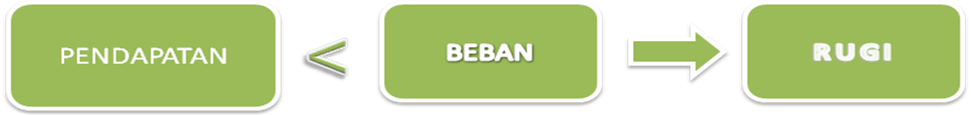 PENDAPATAN < BEBAN RUGI